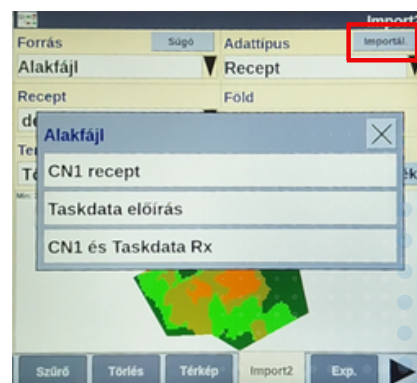 Import2
Forrás
Súgó
Adattípus
Importál.
Alakfájl
Recept
Recept
Föld
Alakfájl
CN1 recept
Taskdata előírás
CN1 és Taskdata Rx
Szűrő
Törlés
Térkép
Import2
Exp.